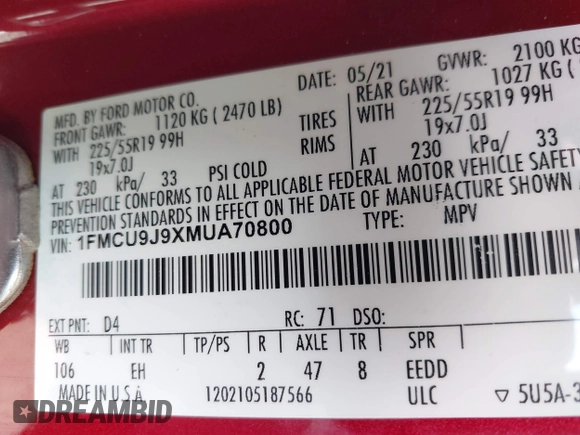 DATE: 05/21 GVWR: 2100 KG
MFD. BY FORD MOTOR CO.
FRONT GAWR: 1120 KG ( 2470 LB) REAR GAWR: 1027 KG (
WITH 225/55R19 99H TIRES WITH 225/55R19 99H
19x7.0J RIMS 19x7.0J
AT 230 kPa/ 33 PSI COLD AT 230 kPa/ 33
THIS VEHICLE CONFORMS TO ALL APPLICABLE FEDERAL MOTOR VEHICLE SAFETY
PREVENTION STANDARDS IN EFFECT ON THE DATE OF MANUFACTURE SHOWN
VIN: 1FMCU9J9XMUA70800 TYPE: MPV
EXT PNT: D4 RC: 71 DSO:
WB INT TR TP/PS R AXLE TR SPR
106 EH 2 47 8 EEDD
MADE IN U.S.A 1202105187566 ULC ▽ 5U5A-3
DREAMBID